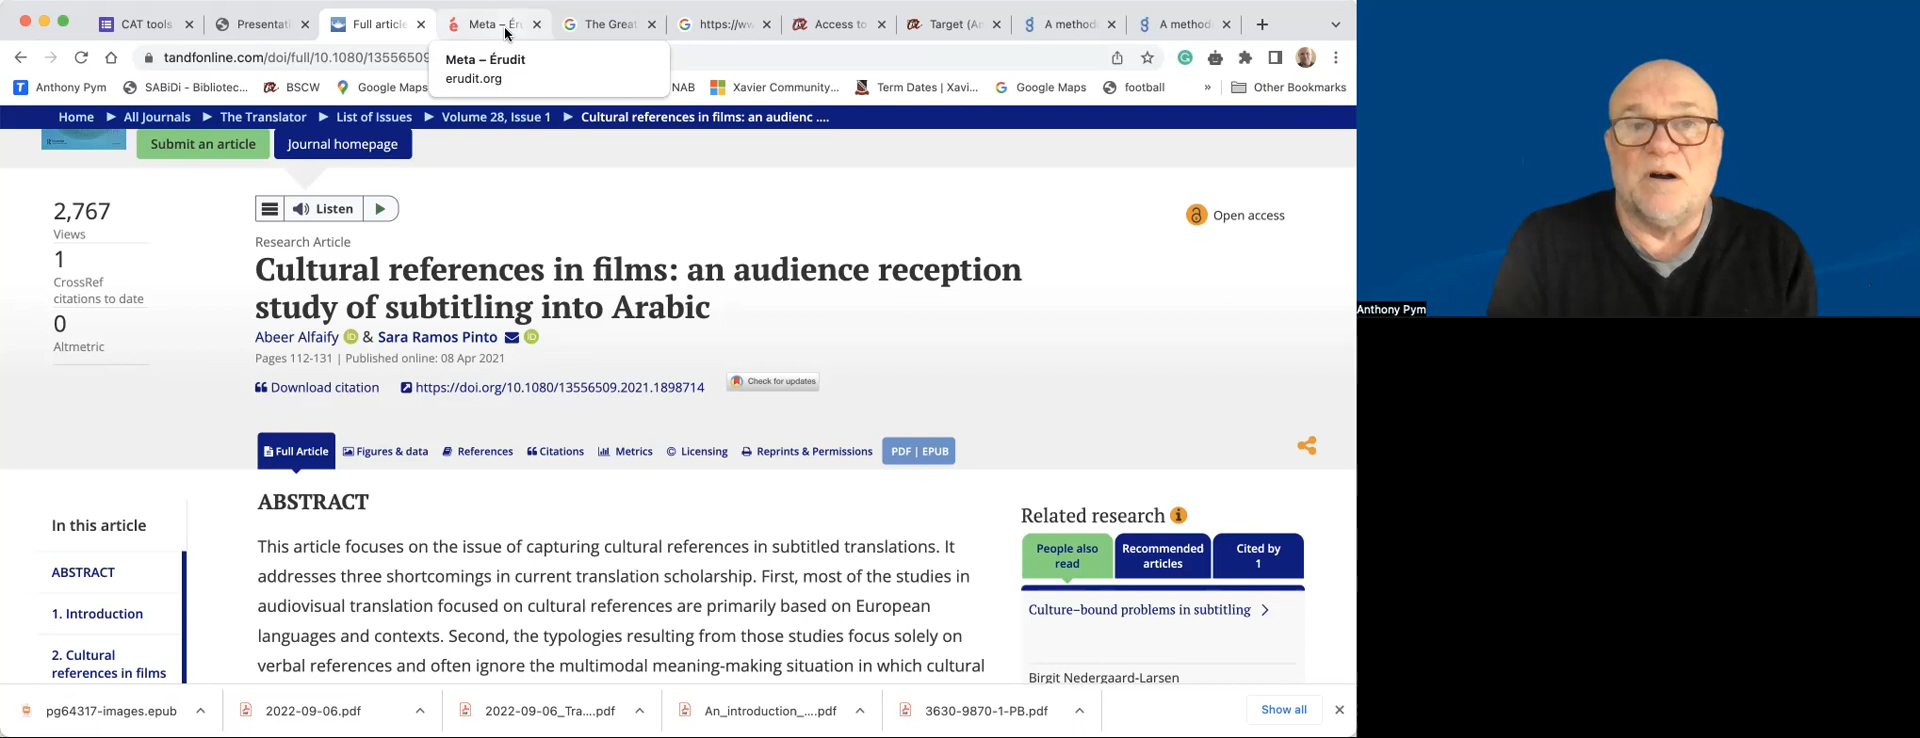 CAT tools
Presentati
Full article
Meta – Éru
The Great
https://ww
Access to
Target (Am
A method
A method
tandfonline.com/doi/full/10.1080/13556509
Meta – Érudit
erudit.org
Anthony Pym
SABiDi - Bibliotec...
BSCW
Google Maps
NAB
Xavier Community...
Term Dates | Xavi...
Google Maps
football
»
Other Bookmarks
Home ▶ All Journals ▶ The Translator ▶ List of Issues ▶ Volume 28, Issue 1 ▶ Cultural references in films: an audienc ....
Submit an article
Journal homepage
2,767
Views
1
CrossRef
citations to date
0
Altmetric
Listen
Open access
Research Article
Cultural references in films: an audience reception
study of subtitling into Arabic
Abeer Alfaify iD & Sara Ramos Pinto iD
Pages 112-131 | Published online: 08 Apr 2021
Download citation
https://doi.org/10.1080/13556509.2021.1898714
Check for updates
Full Article
Figures & data
References
Citations
Metrics
Licensing
Reprints & Permissions
PDF | EPUB
In this article
ABSTRACT
1. Introduction
2. Cultural
references in films
ABSTRACT
This article focuses on the issue of capturing cultural references in subtitled translations. It
addresses three shortcomings in current translation scholarship. First, most of the studies in
audiovisual translation focused on cultural references are primarily based on European
languages and contexts. Second, the typologies resulting from those studies focus solely on
verbal references and often ignore the multimodal meaning-making situation in which cultural
Related research
People also
read
Recommended
articles
Cited by
1
Culture–bound problems in subtitling
Birgit Nedergaard-Larsen
pg64317-images.epub
2022-09-06.pdf
2022-09-06_Tra....pdf
An_introduction_....pdf
3630-9870-1-PB.pdf
Show all
Anthony Pym